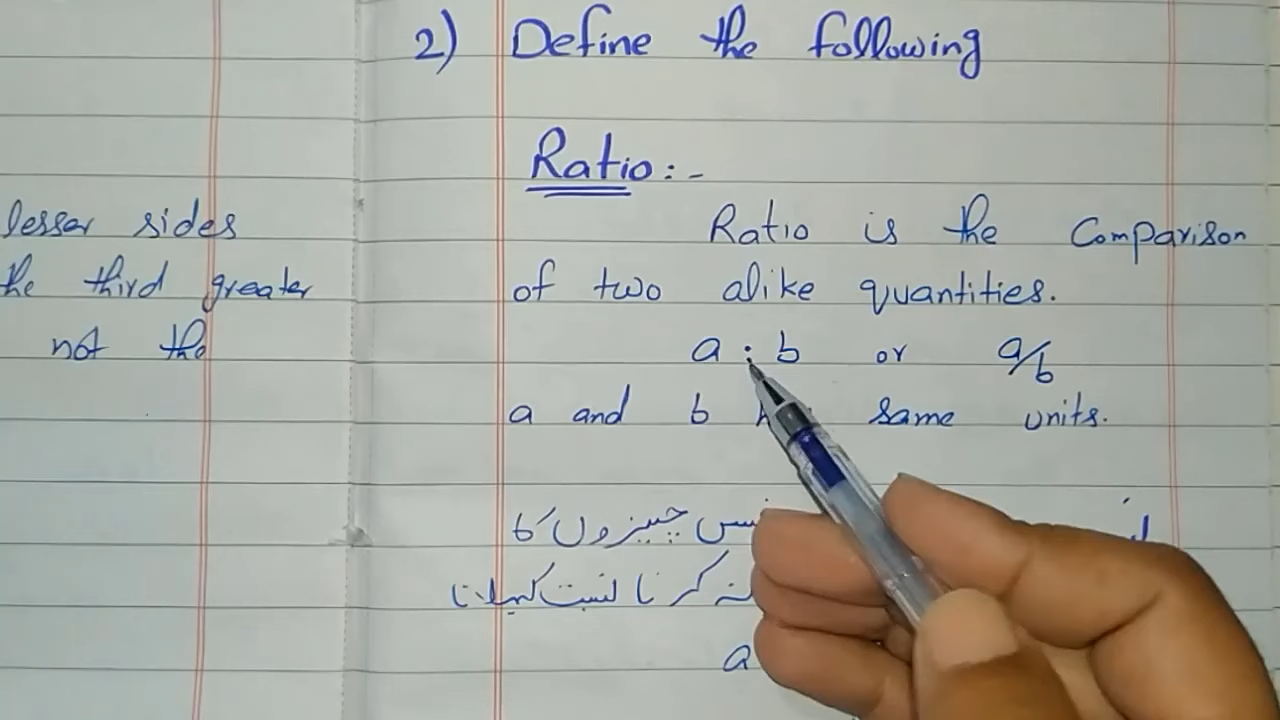 2) Define the following
Ratio:-
Ratio is the Comparison
of two alike quantities.
a : b or a/b
a and b same units.
چیزوں کا
کرنا نسبت کہلاتا
a
lesser sides
the third greater
not the